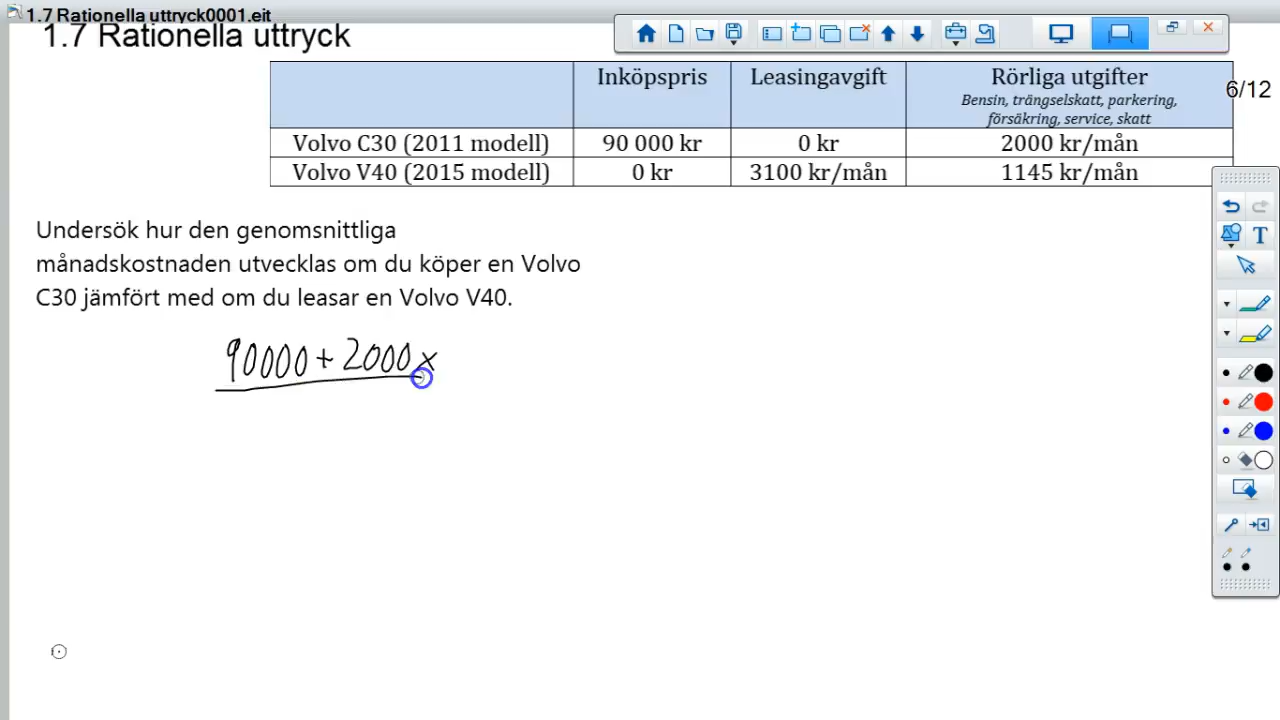 1.7 Rationella uttryck0001.eit
1.7 Rationella uttryck
6/12
Inköpspris Leasingavgift Rörliga utgifter
Bensin, trängselskatt, parkering,
försäkring, service, skatt
Volvo C30 (2011 modell) 90 000 kr 0 kr 2000 kr/mån
Volvo V40 (2015 modell) 0 kr 3100 kr/mån 1145 kr/mån
Undersök hur den genomsnittliga
månadskostnaden utvecklas om du köper en Volvo
C30 jämfört med om du leasar en Volvo V40.
90000 + 2000x
T